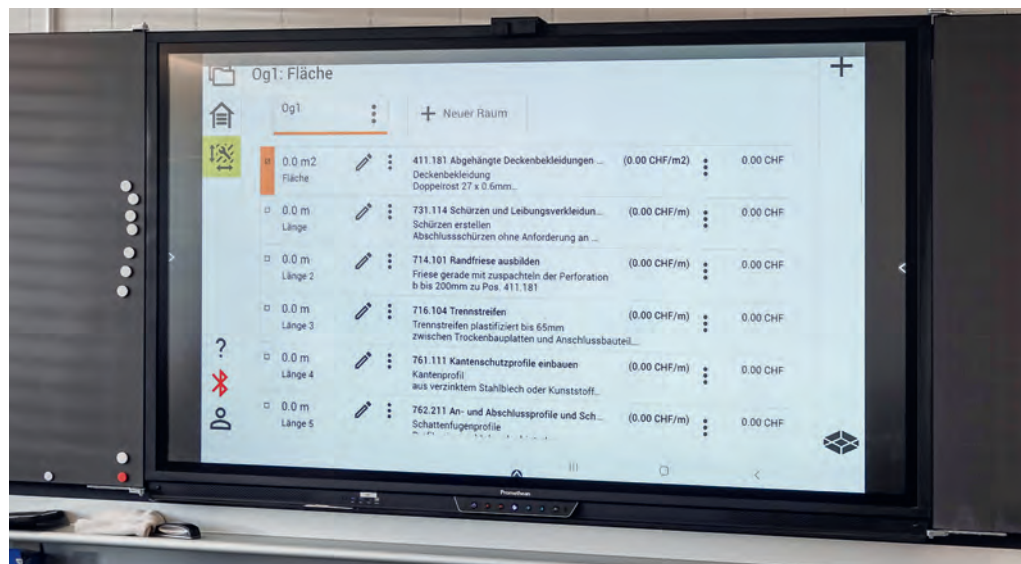 Og1: Fläche
Og1
Neuer Raum
0.0 m2
Fläche
411.181 Abgehängte Deckenbekleidungen ...
Deckenbekleidung
Doppelrost 27 x 0.6mm...
(0.00 CHF/m2)
0.00 CHF
0.0 m
Länge
731.114 Schürzen und Leibungsverkleidun...
Schürzen erstellen
Abschlussschürzen ohne Anforderung an ...
(0.00 CHF/m)
0.00 CHF
0.0 m
Länge 2
714.101 Randfriese ausbilden
Friese gerade mit zuspachteln der Perforation
b bis 200mm zu Pos. 411.181
(0.00 CHF/m)
0.00 CHF
0.0 m
Länge 3
716.104 Trennstreifen
Trennstreifen plastifiziert bis 65mm
zwischen Trockenbauplatten und Anschlussbauteil...
(0.00 CHF/m)
0.00 CHF
0.0 m
Länge 4
761.111 Kantenschutzprofile einbauen
Kantenprofil
aus verzinktem Stahlblech oder Kunststoff...
(0.00 CHF/m)
0.00 CHF
0.0 m
Länge 5
762.211 An- und Abschlussprofile und Sch...
Schattenfugenprofile
(0.00 CHF/m)
0.00 CHF
?
Promethean